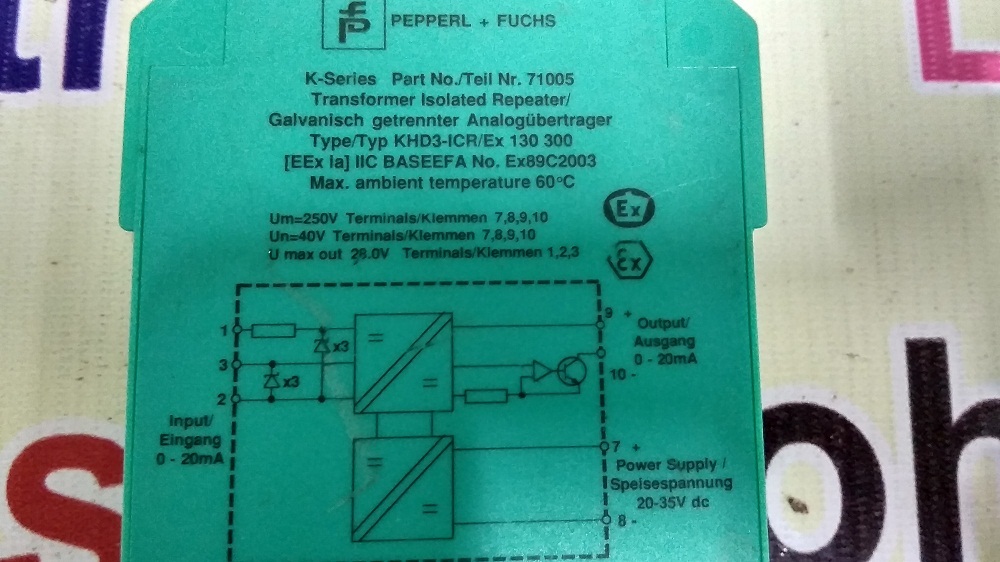 PEPPERL + FUCHS
K-Series Part No./Teil Nr. 71005
Transformer Isolated Repeater/
Galvanisch getrennter Analogübertrager
Type/Typ KHD3-ICR/Ex 130 300
[EEx ia] IIC BASEEFA No. Ex89C2003
Max. ambient temperature 60°C
Um=250V Terminals/Klemmen 7,8,9,10
Un=40V Terminals/Klemmen 7,8,9,10
U max out 28.0V Terminals/Klemmen 1,2,3
Ex
Ex
1
x3
3
x3
2
Input/
Eingang
0 - 20mA
9 +
Output/
Ausgang
0 - 20mA
10 -
7 +
Power Supply /
Speisespannung
20-35V dc
8 -